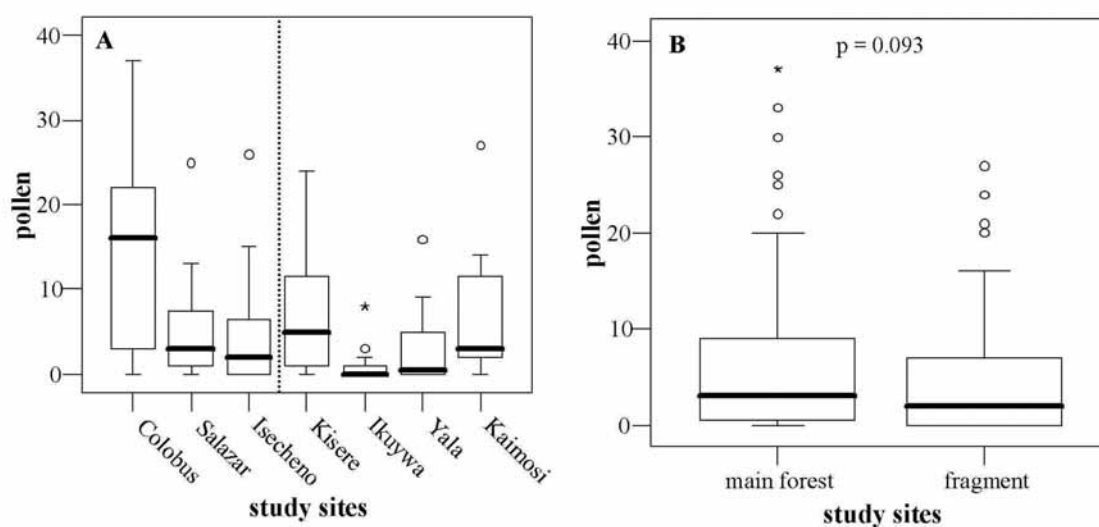 A
40
30
20
10
0
pollen
Colobus
Salazar
Isecheno
Kisere
Ikuywa
Yala
Kaimosi
study sites
B
p = 0.093
40
30
20
10
0
pollen
main forest
fragment
study sites